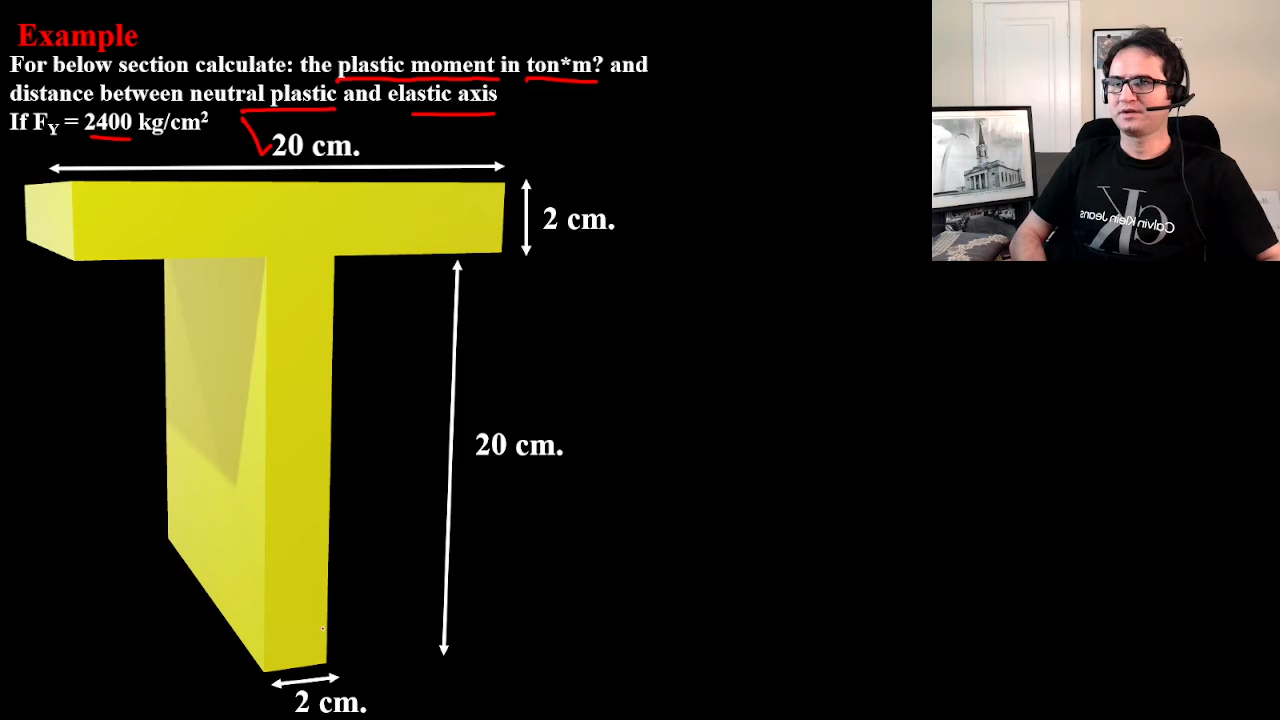 Example
For below section calculate: the plastic moment in ton*m? and
distance between neutral plastic and elastic axis
If FY = 2400 kg/cm²
20 cm.
2 cm.
20 cm.
2 cm.
CK
Calvin Klein Jeans